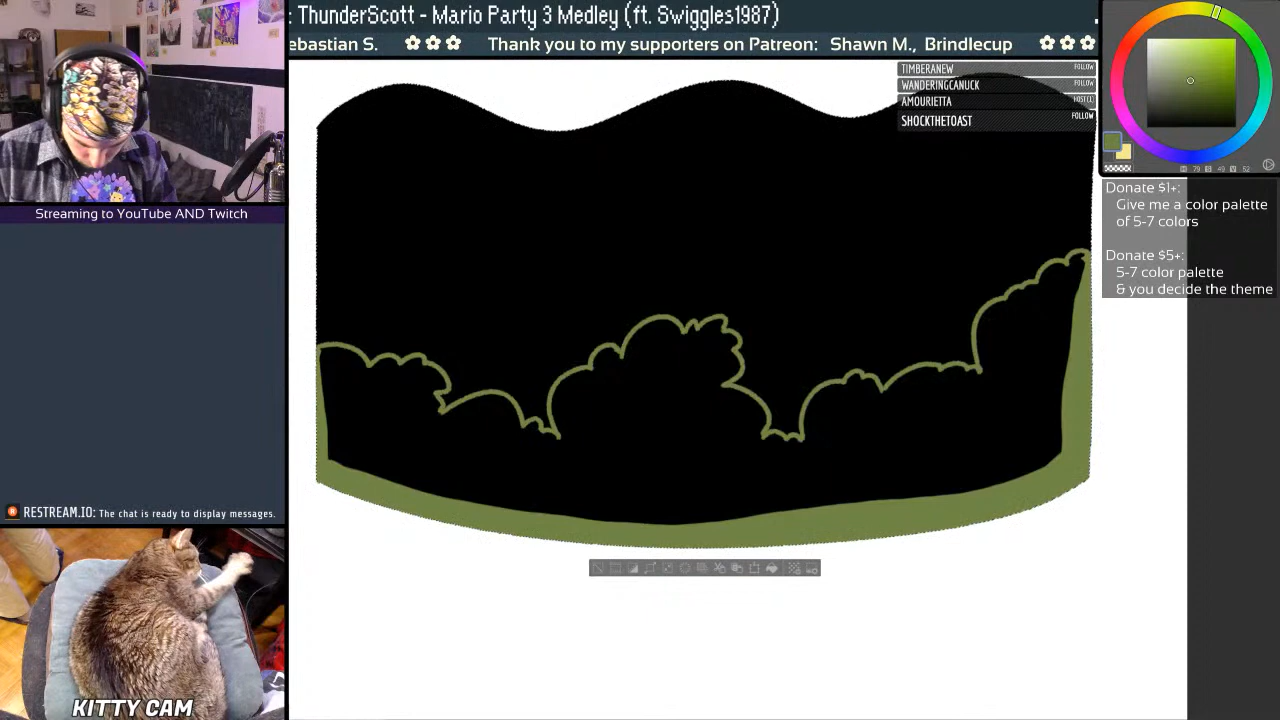 : ThunderScott - Mario Party 3 Medley (ft. Swiggles1987)
ebastian S. ✿ ✿ ✿ Thank you to my supporters on Patreon: Shawn M., Brindlecup ✿ ✿ ✿
TIMBERANEW FOLLOW
WANDERINGCANUCK FOLLOW
AMOURIETTA
SHOCKTHETOAST FOLLOW
Donate $1+:
Give me a color palette
of 5-7 colors
Donate $5+:
5-7 color palette
& you decide the theme
Streaming to YouTube AND Twitch
RESTREAM.IO: The chat is ready to display messages.
KITTY CAM